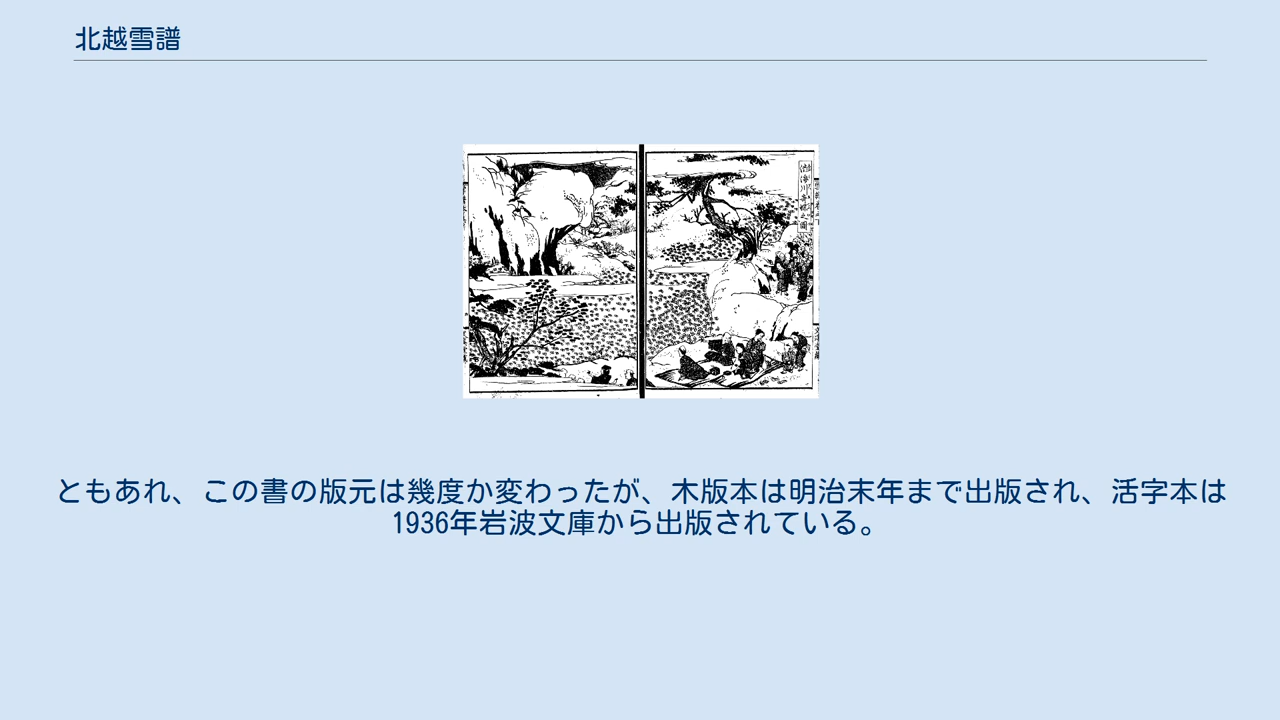 北越雪譜
ともあれ、この書の版元は幾度か変わったが、木版本は明治末年まで出版され、活字本は
1936年岩波文庫から出版されている。